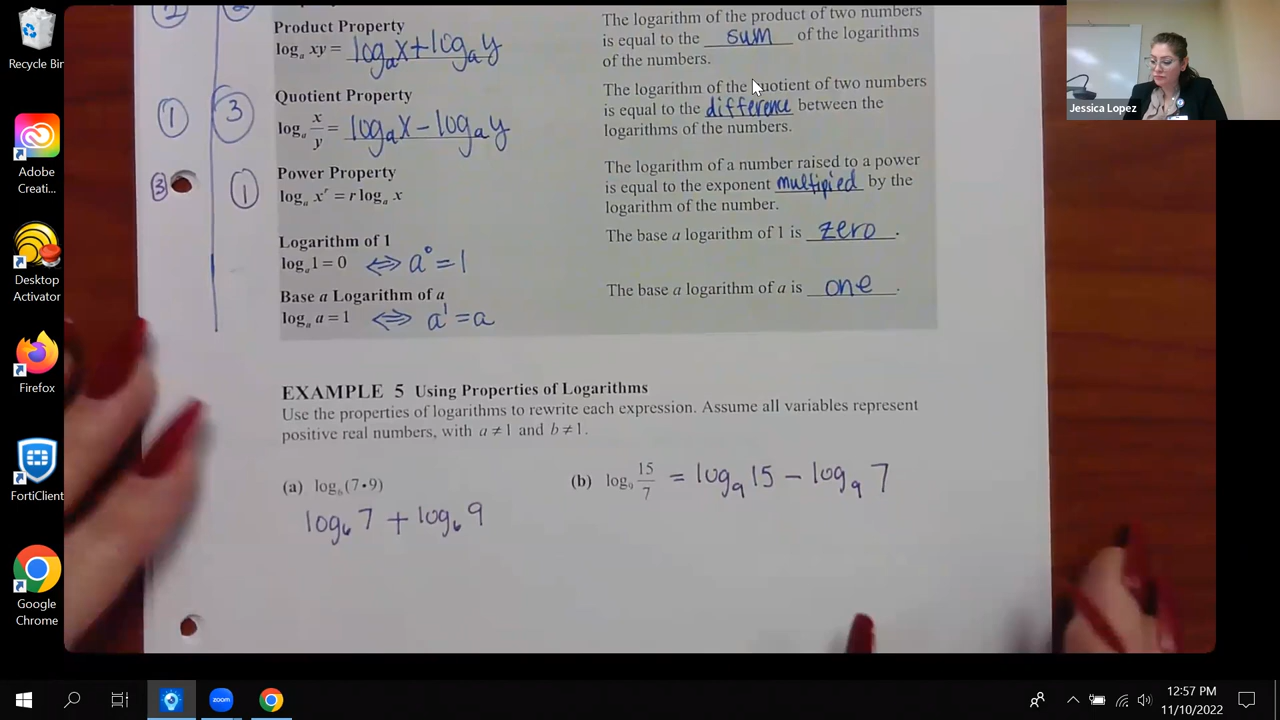 Recycle Bin
Adobe
Creati...
Desktop
Activator
Firefox
FortiClient
Google
Chrome
② ②
Product Property
logₐ xy = logₐx + logₐy
The logarithm of the product of two numbers
is equal to the sum of the logarithms
of the numbers.
① ③
Quotient Property
logₐ x/y = logₐx − logₐy
The logarithm of the quotient of two numbers
is equal to the difference between the
logarithms of the numbers.
③ ①
Power Property
logₐ xʳ = r logₐ x
The logarithm of a number raised to a power
is equal to the exponent multipied by the
logarithm of the number.
Logarithm of 1
logₐ 1 = 0 ⟺ a⁰ = 1
The base a logarithm of 1 is zero.
Base a Logarithm of a
logₐ a = 1 ⟺ a¹ = a
The base a logarithm of a is one.
EXAMPLE 5 Using Properties of Logarithms
Use the properties of logarithms to rewrite each expression. Assume all variables represent
positive real numbers, with a ≠ 1 and b ≠ 1.
(a) log₆(7•9)
log₆ 7 + log₆ 9
(b) log₉ 15/7 = log₉ 15 − log₉ 7
Jessica Lopez
zoom
12:57 PM
11/10/2022